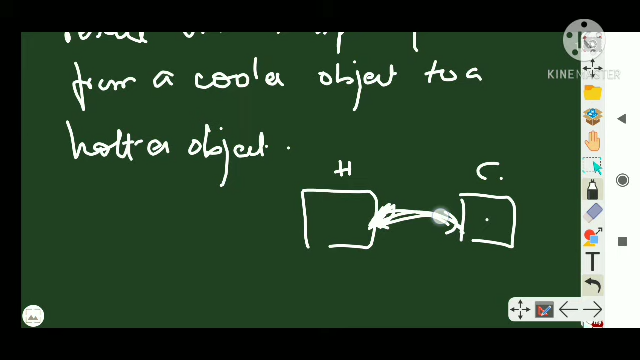 from a cooler object to a
hotter object.
H
C.
KINEMASTER
T